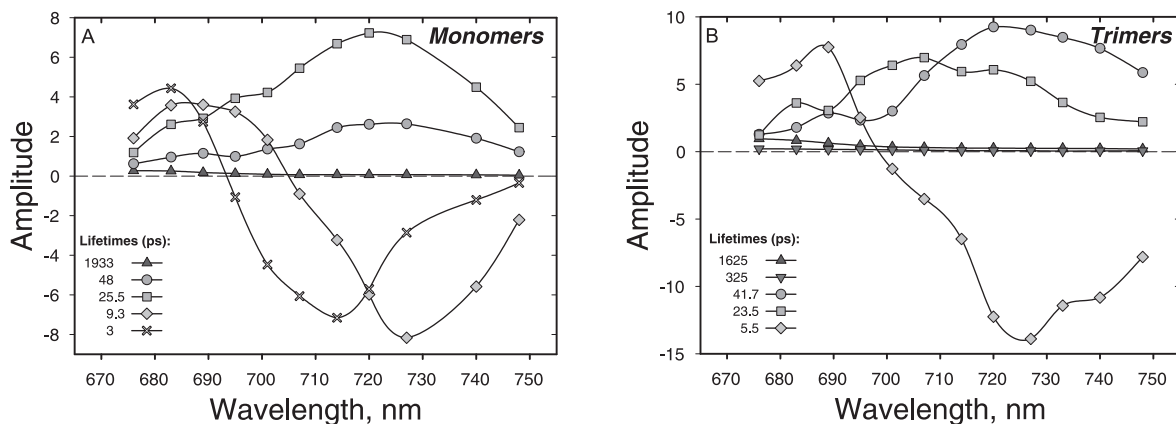 A
Monomers
8
6
4
2
0
-2
-4
-6
-8
Amplitude
Lifetimes (ps):
1933
48
25.5
9.3
3
670 680 690 700 710 720 730 740 750
Wavelength, nm
B
Trimers
10
5
0
-5
-10
-15
Amplitude
Lifetimes (ps):
1625
325
41.7
23.5
5.5
670 680 690 700 710 720 730 740 750
Wavelength, nm